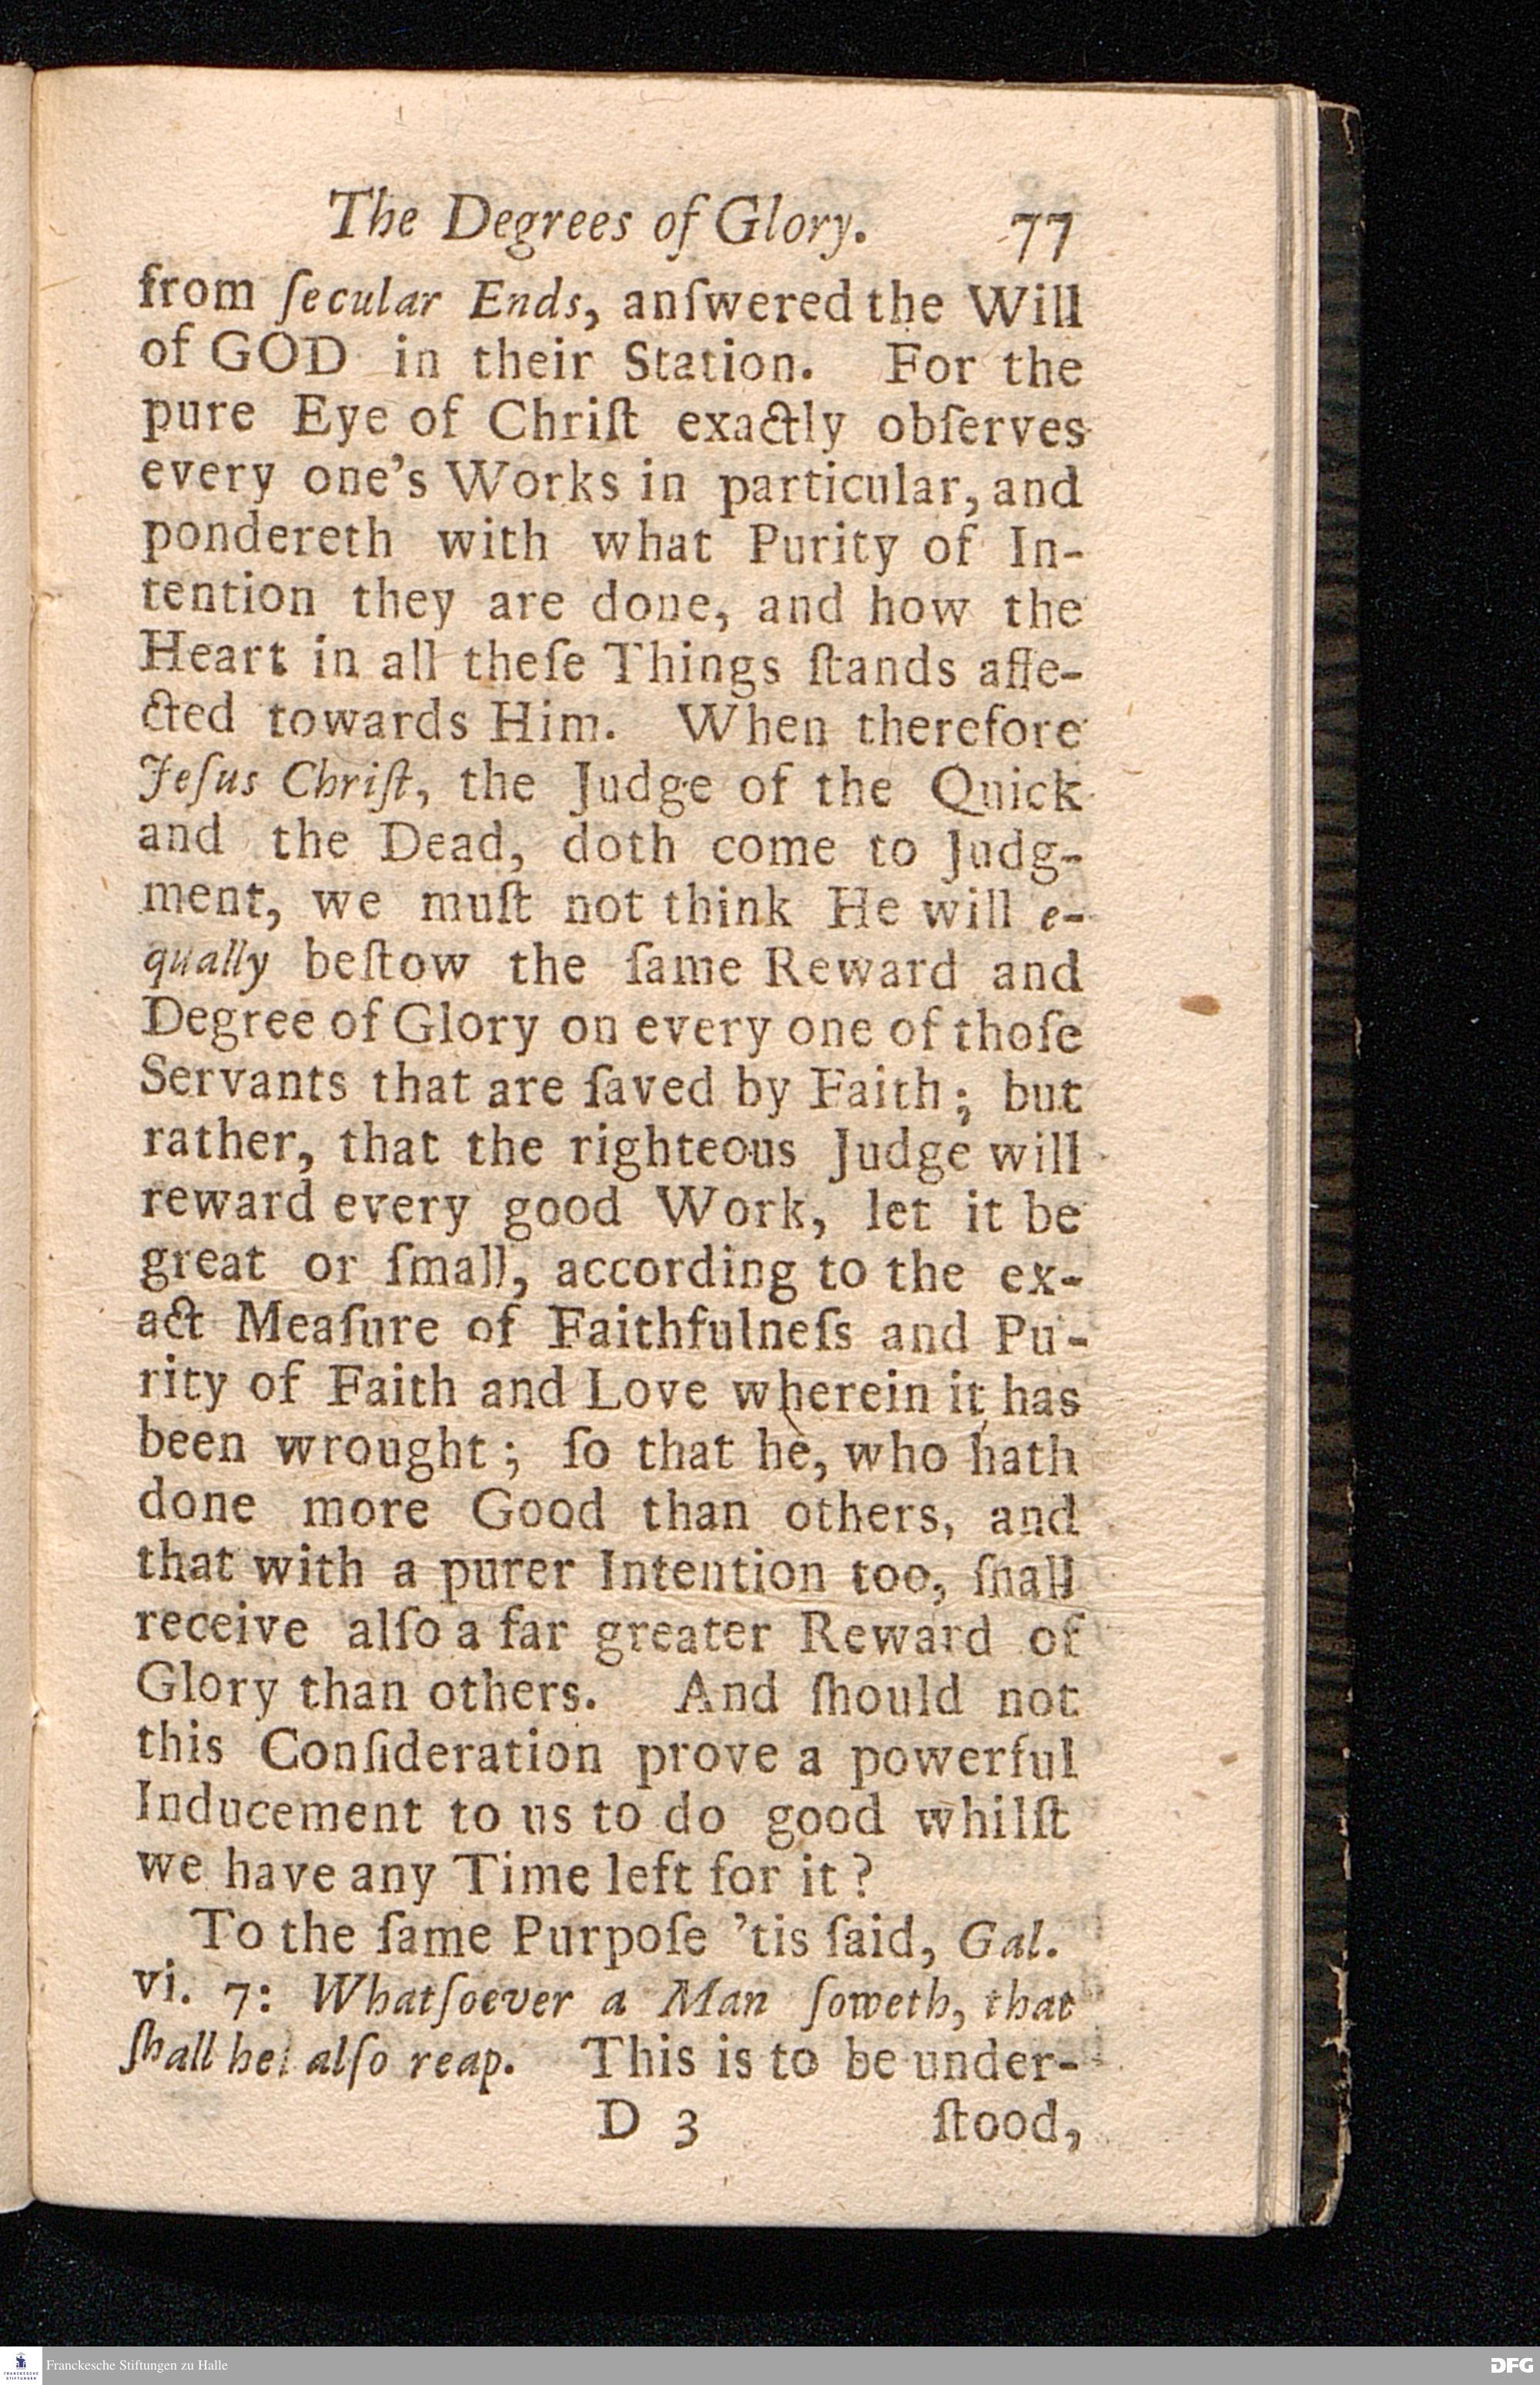 The Degrees of Glory. 77
from ſecular Ends, anſwered the Will
of GOD in their Station. For the
pure Eye of Chriſt exactly obſerves
every one's Works in particular, and
pondereth with what Purity of In-
tention they are done, and how the
Heart in all theſe Things ſtands affe-
cted towards Him. When therefore
Jeſus Chriſt, the Judge of the Quick
and the Dead, doth come to Judg-
ment, we muſt not think He will e-
qually beſtow the ſame Reward and
Degree of Glory on every one of thoſe
Servants that are ſaved by Faith; but
rather, that the righteous Judge will
reward every good Work, let it be
great or ſmall, according to the ex-
act Meaſure of Faithfulneſs and Pu-
rity of Faith and Love wherein it has
been wrought; ſo that he, who hath
done more Good than others, and
that with a purer Intention too, ſhall
receive alſo a far greater Reward of
Glory than others. And ſhould not
this Conſideration prove a powerful
Inducement to us to do good whilſt
we have any Time left for it?
To the ſame Purpoſe 'tis ſaid, Gal.
vi. 7: Whatſoever a Man ſoweth, that
ſhall he alſo reap. This is to be under-
D 3 ſtood,
FRANCKESCHE STIFTUNGEN
Franckesche Stiftungen zu Halle
DFG